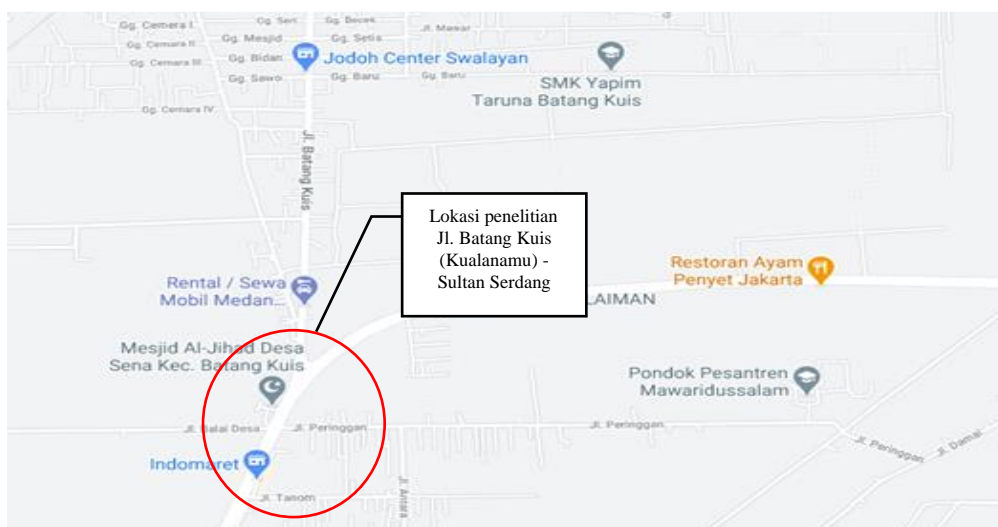 Gg. Cemara I
Gg. Seri
Gg. Becek
Jl. Mawar
Gg. Mesjid
Gg. Setia
Gg. Cemara II
Gg. Cemara III
Gg. Bidan
Jodoh Center Swalayan
Gg. Sawo
Gg. Baru
Gg. Baru
SMK Yapim
Taruna Batang Kuis
Gg. Cemara IV
Jl. Batang Kuis
Lokasi penelitian
Jl. Batang Kuis
(Kualanamu) -
Sultan Serdang
Rental / Sewa
Mobil Medan...
Restoran Ayam
Penyet Jakarta
LAIMAN
Mesjid Al-Jihad Desa
Sena Kec. Batang Kuis
Pondok Pesantren
Mawaridussalam
Jl. Balai Desa
Jl. Peringgan
Jl. Peringgan
Jl. Peringgan
Jl. Damai
Indomaret
Jl. Tanom
Jl. Antara